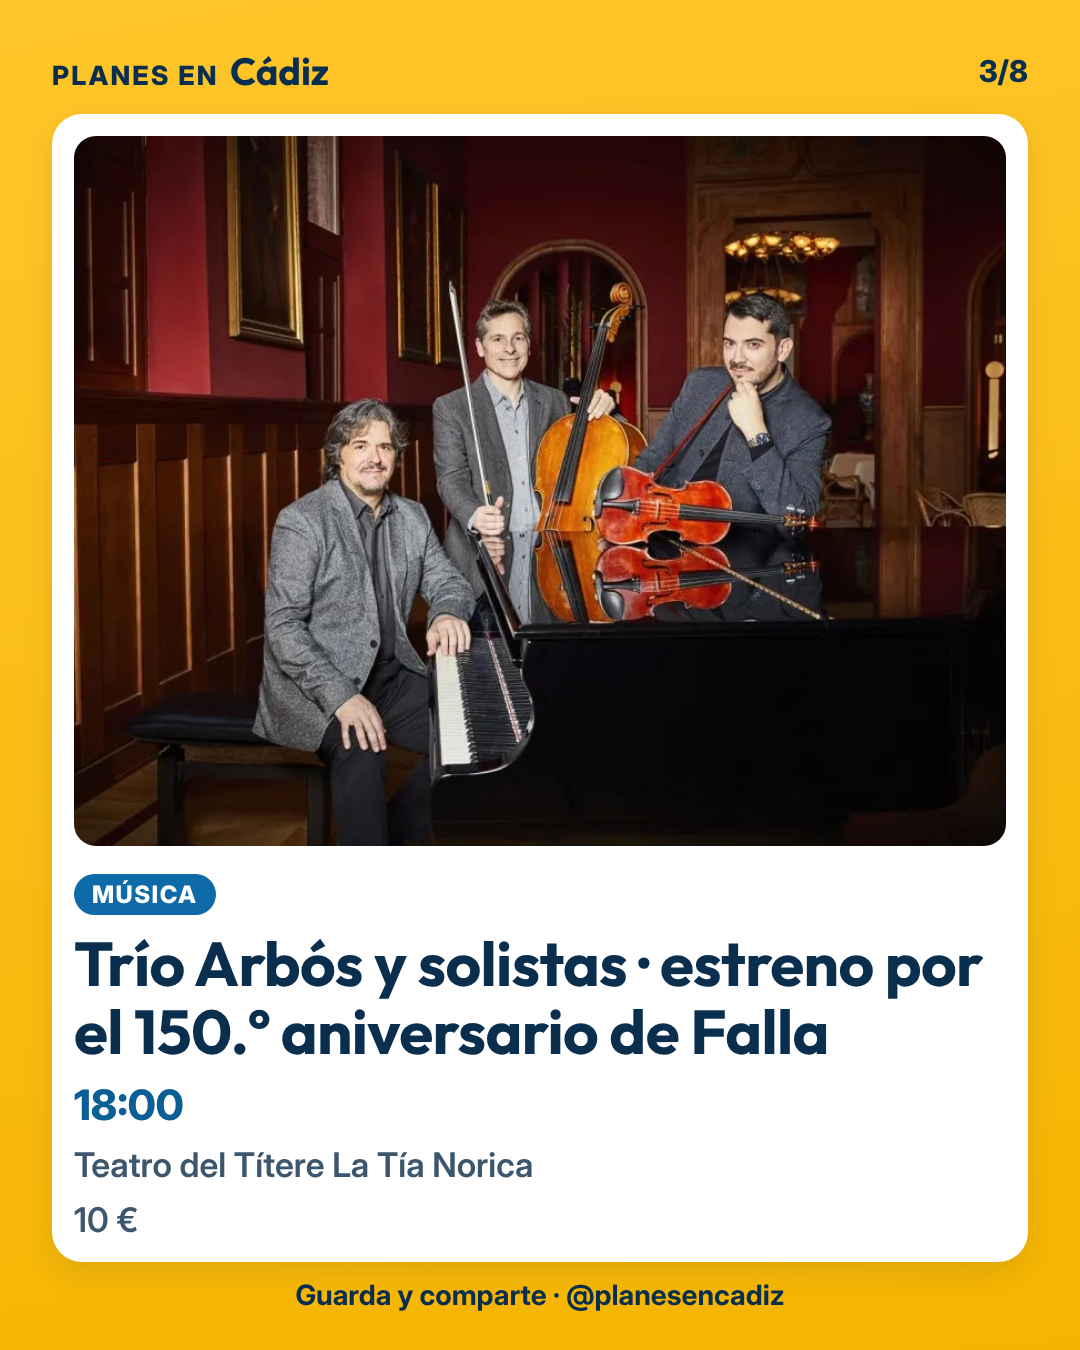 PLANES EN Cádiz
3/8
MÚSICA
Trío Arbós y solistas · estreno por
el 150.º aniversario de Falla
18:00
Teatro del Títere La Tía Norica
10 €
Guarda y comparte · @planesencadiz